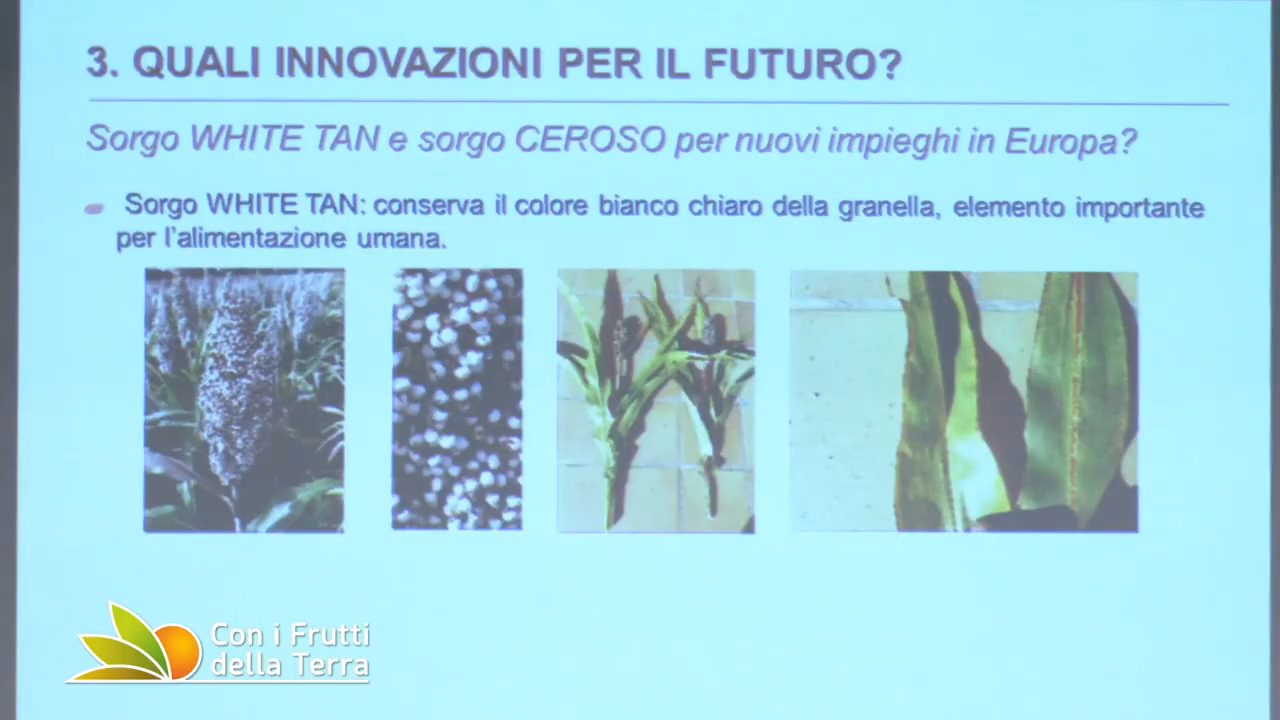 3. QUALI INNOVAZIONI PER IL FUTURO?
Sorgo WHITE TAN e sorgo CEROSO per nuovi impieghi in Europa?
Sorgo WHITE TAN: conserva il colore bianco chiaro della granella, elemento importante
per l'alimentazione umana.
Con i Frutti
della Terra